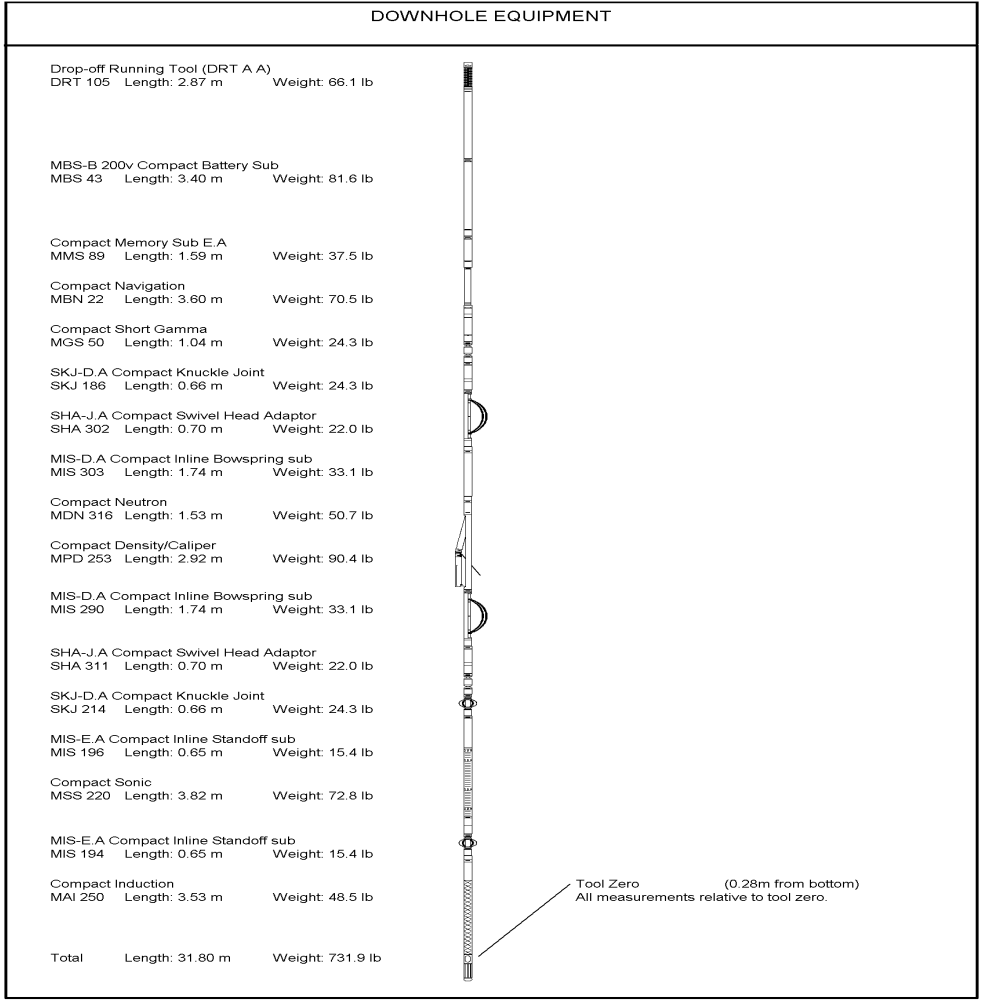 DOWNHOLE EQUIPMENT
Drop-off Running Tool (DRT A A)
DRT 105 Length: 2.87 m Weight: 66.1 lb
MBS-B 200v Compact Battery Sub
MBS 43 Length: 3.40 m Weight: 81.6 lb
Compact Memory Sub E.A
MMS 89 Length: 1.59 m Weight: 37.5 lb
Compact Navigation
MBN 22 Length: 3.60 m Weight: 70.5 lb
Compact Short Gamma
MGS 50 Length: 1.04 m Weight: 24.3 lb
SKJ-D.A Compact Knuckle Joint
SKJ 186 Length: 0.66 m Weight: 24.3 lb
SHA-J.A Compact Swivel Head Adaptor
SHA 302 Length: 0.70 m Weight: 22.0 lb
MIS-D.A Compact Inline Bowspring sub
MIS 303 Length: 1.74 m Weight: 33.1 lb
Compact Neutron
MDN 316 Length: 1.53 m Weight: 50.7 lb
Compact Density/Caliper
MPD 253 Length: 2.92 m Weight: 90.4 lb
MIS-D.A Compact Inline Bowspring sub
MIS 290 Length: 1.74 m Weight: 33.1 lb
SHA-J.A Compact Swivel Head Adaptor
SHA 311 Length: 0.70 m Weight: 22.0 lb
SKJ-D.A Compact Knuckle Joint
SKJ 214 Length: 0.66 m Weight: 24.3 lb
MIS-E.A Compact Inline Standoff sub
MIS 196 Length: 0.65 m Weight: 15.4 lb
Compact Sonic
MSS 220 Length: 3.82 m Weight: 72.8 lb
MIS-E.A Compact Inline Standoff sub
MIS 194 Length: 0.65 m Weight: 15.4 lb
Compact Induction
MAI 250 Length: 3.53 m Weight: 48.5 lb
Tool Zero (0.28m from bottom)
All measurements relative to tool zero.
Total Length: 31.80 m Weight: 731.9 lb